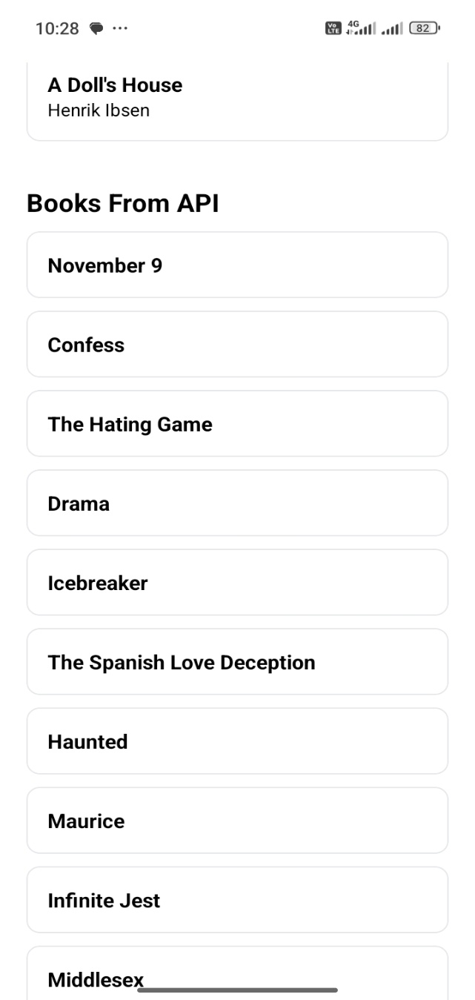 10:28 ...
Vo LTE 4G 82
A Doll's House
Henrik Ibsen
Books From API
November 9
Confess
The Hating Game
Drama
Icebreaker
The Spanish Love Deception
Haunted
Maurice
Infinite Jest
Middlesex